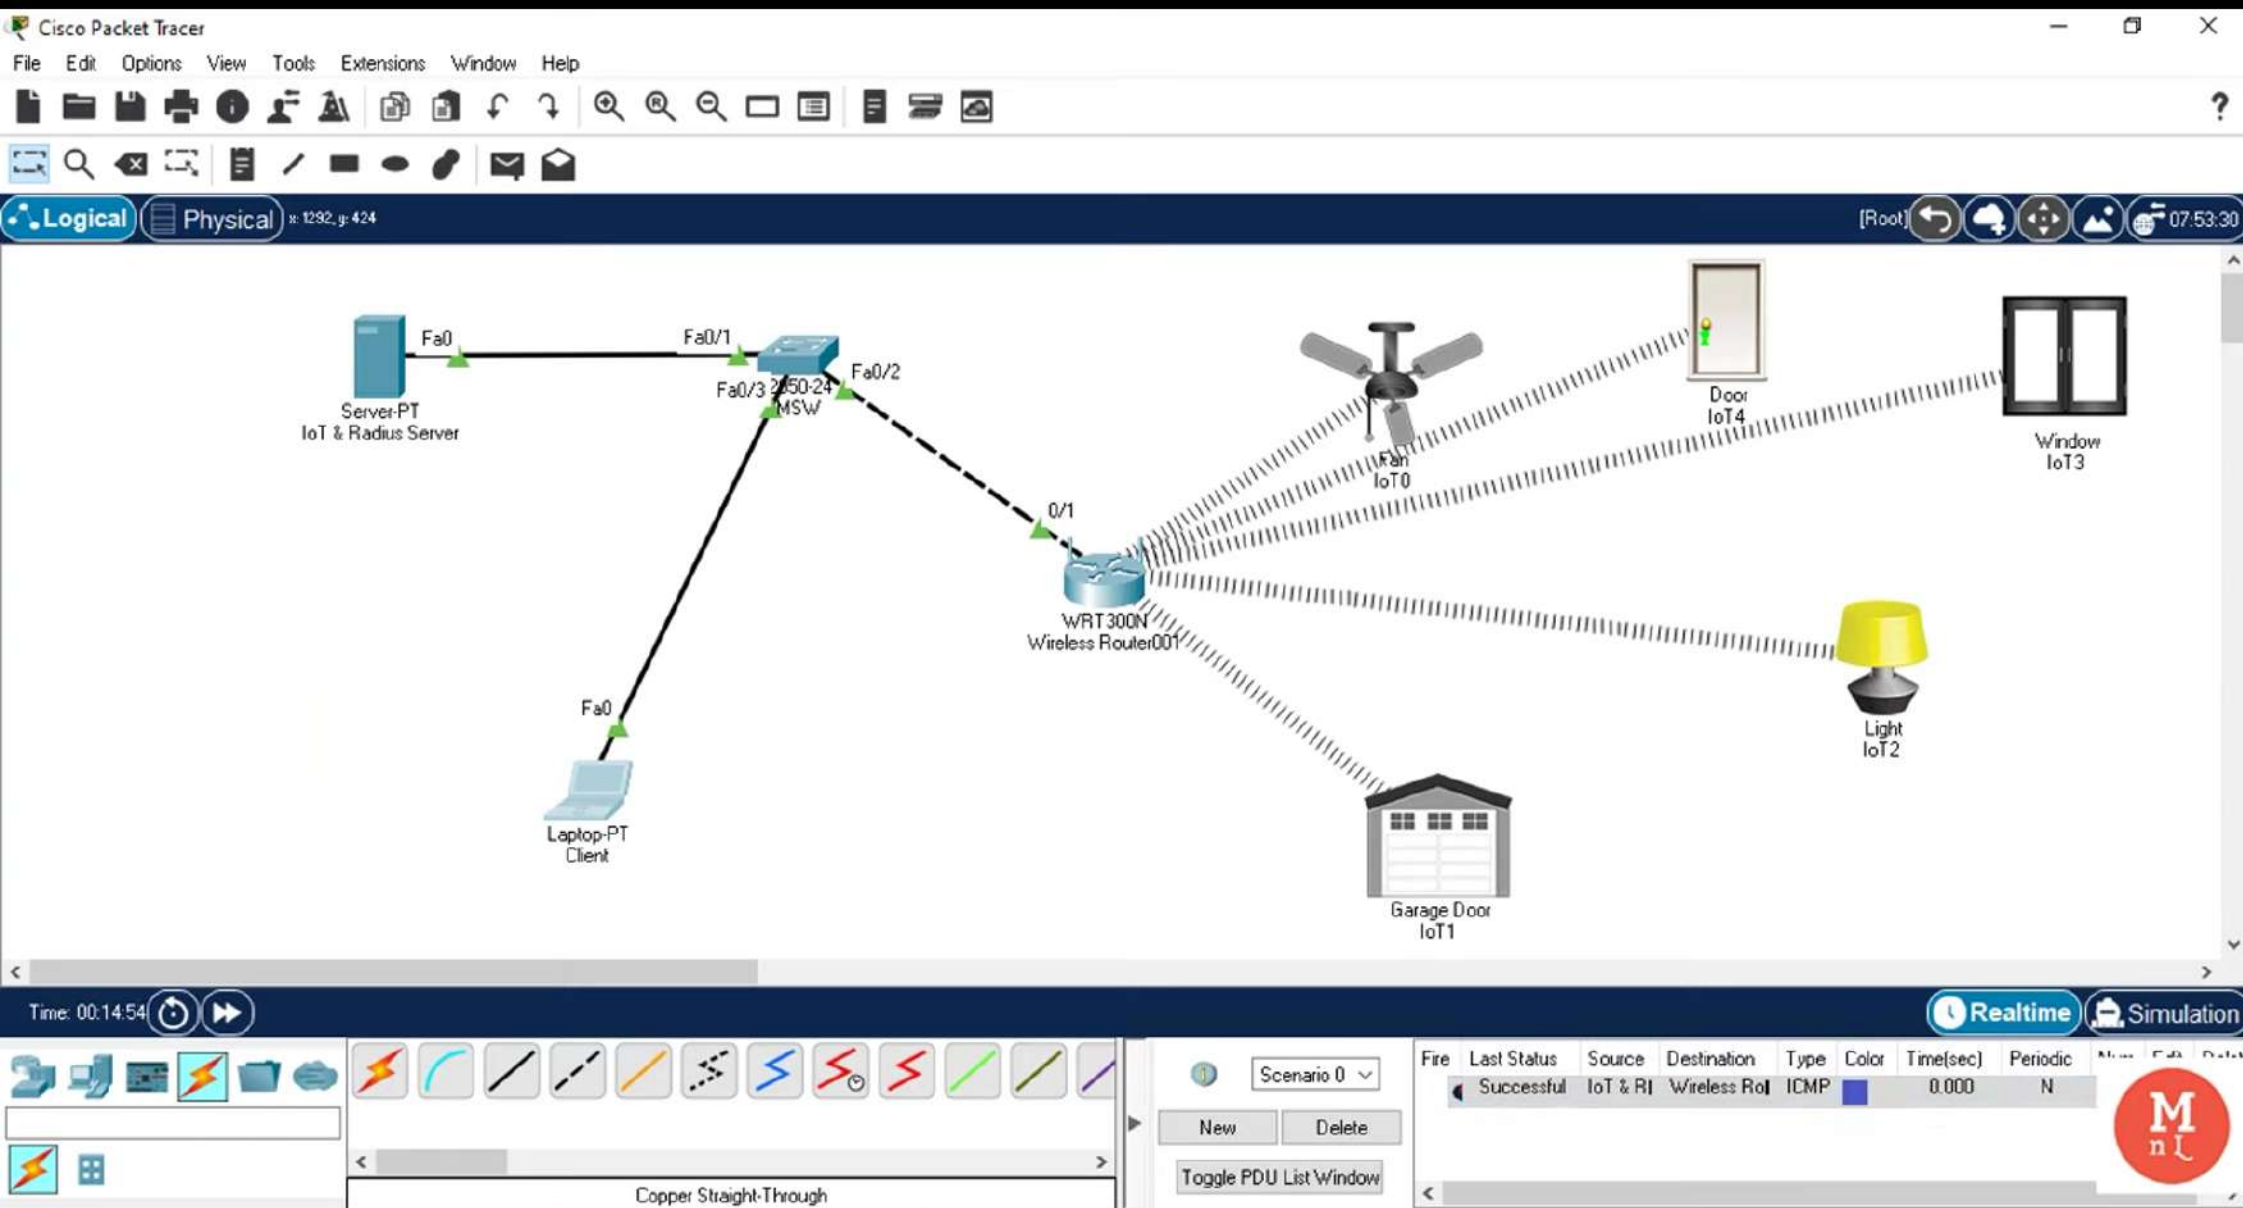 Cisco Packet Tracer
File Edit Options View Tools Extensions Window Help
Logical Physical x: 1292, y: 424 [Root] 07:53:30
Fa0
Fa0/1
Server-PT
IoT & Radius Server
Fa0/2
Fa0/3
2950-24
MSW
0/1
WRT300N
Wireless Router001
Fa0
Laptop-PT
Client
Fan
IoT0
Door
IoT4
Window
IoT3
Light
IoT2
Garage Door
IoT1
Time: 00:14:54
Realtime Simulation
Copper Straight-Through
Scenario 0
New Delete
Toggle PDU List Window
Fire Last Status Source Destination Type Color Time(sec) Periodic
Successful IoT & R Wireless Ro ICMP 0.000 N
M
n L